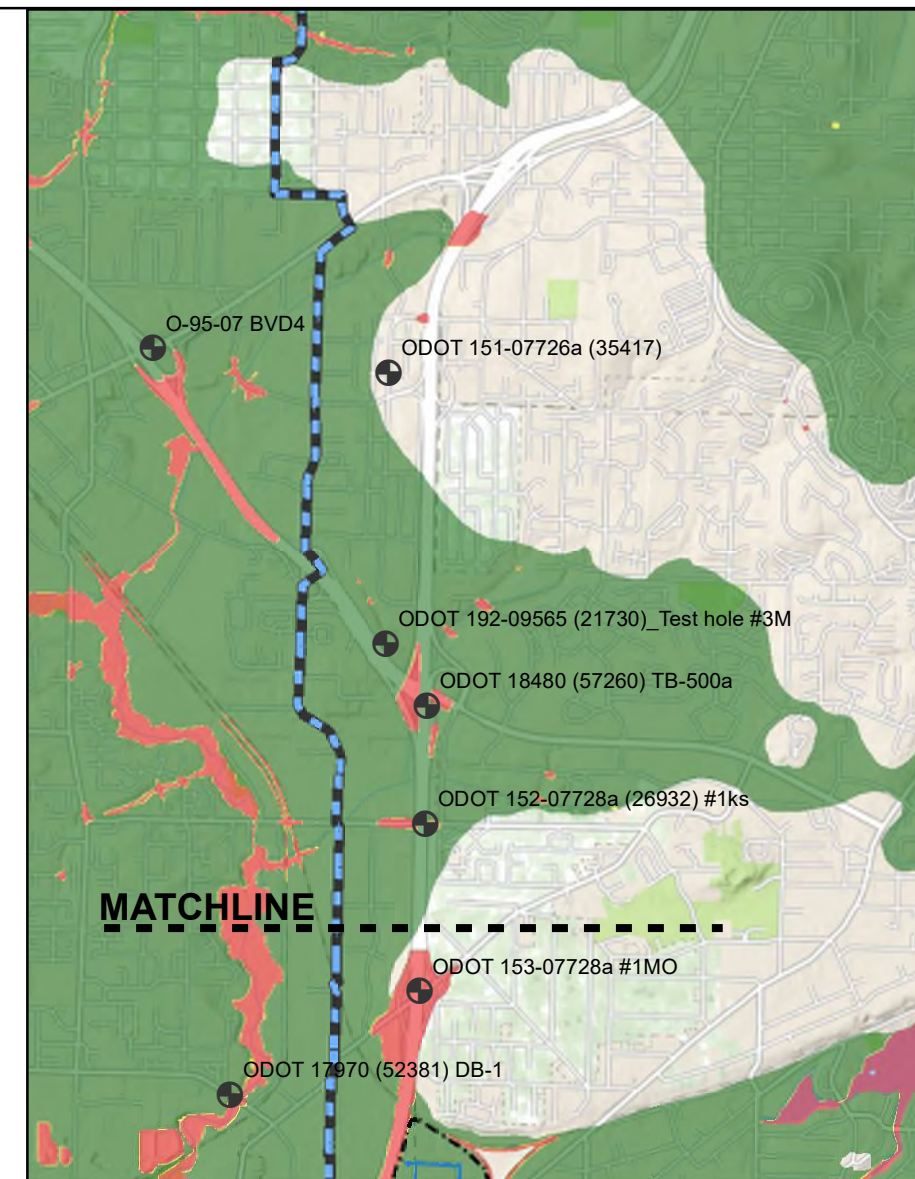 O-95-07 BVD4
ODOT 151-07726a (35417)
ODOT 192-09565 (21730)_Test hole #3M
ODOT 18480 (57260) TB-500a
ODOT 152-07728a (26932) #1ks
MATCHLINE
ODOT 153-07728a #1MO
ODOT 17970 (52381) DB-1